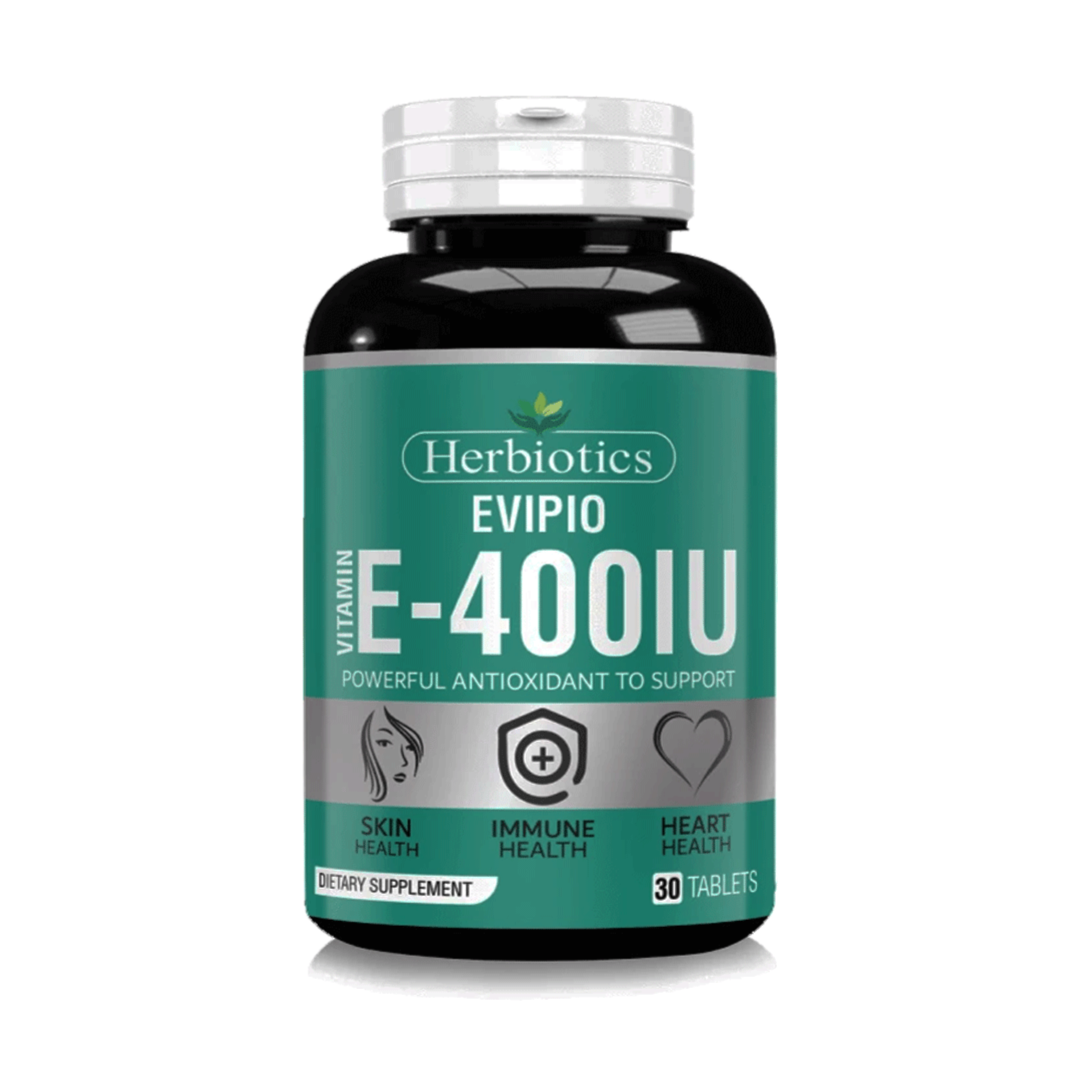 Herbiotics
EVIPIO
VITAMIN
E-400IU
POWERFUL ANTIOXIDANT TO SUPPORT
SKIN
HEALTH
IMMUNE
HEALTH
HEART
HEALTH
DIETARY SUPPLEMENT
30 TABLETS